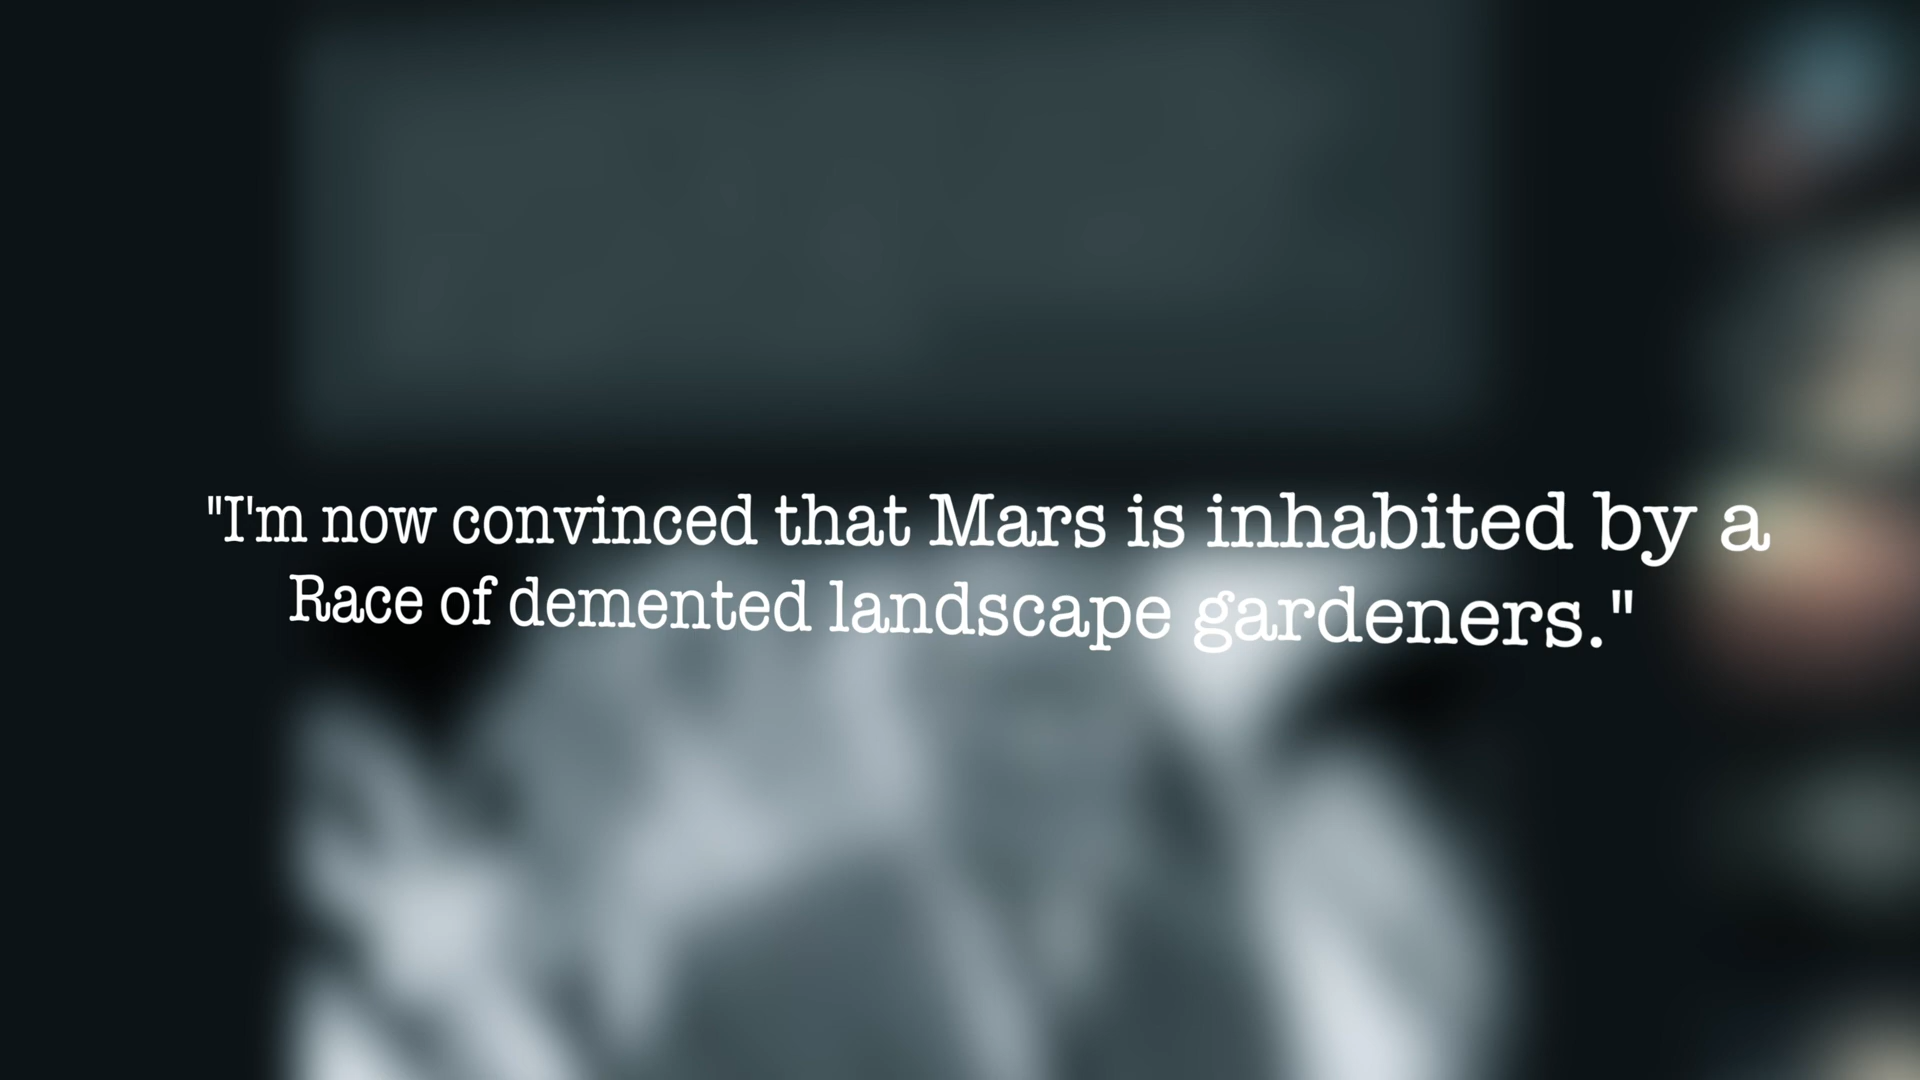 "I'm now convinced that Mars is inhabited by a
Race of demented landscape gardeners."